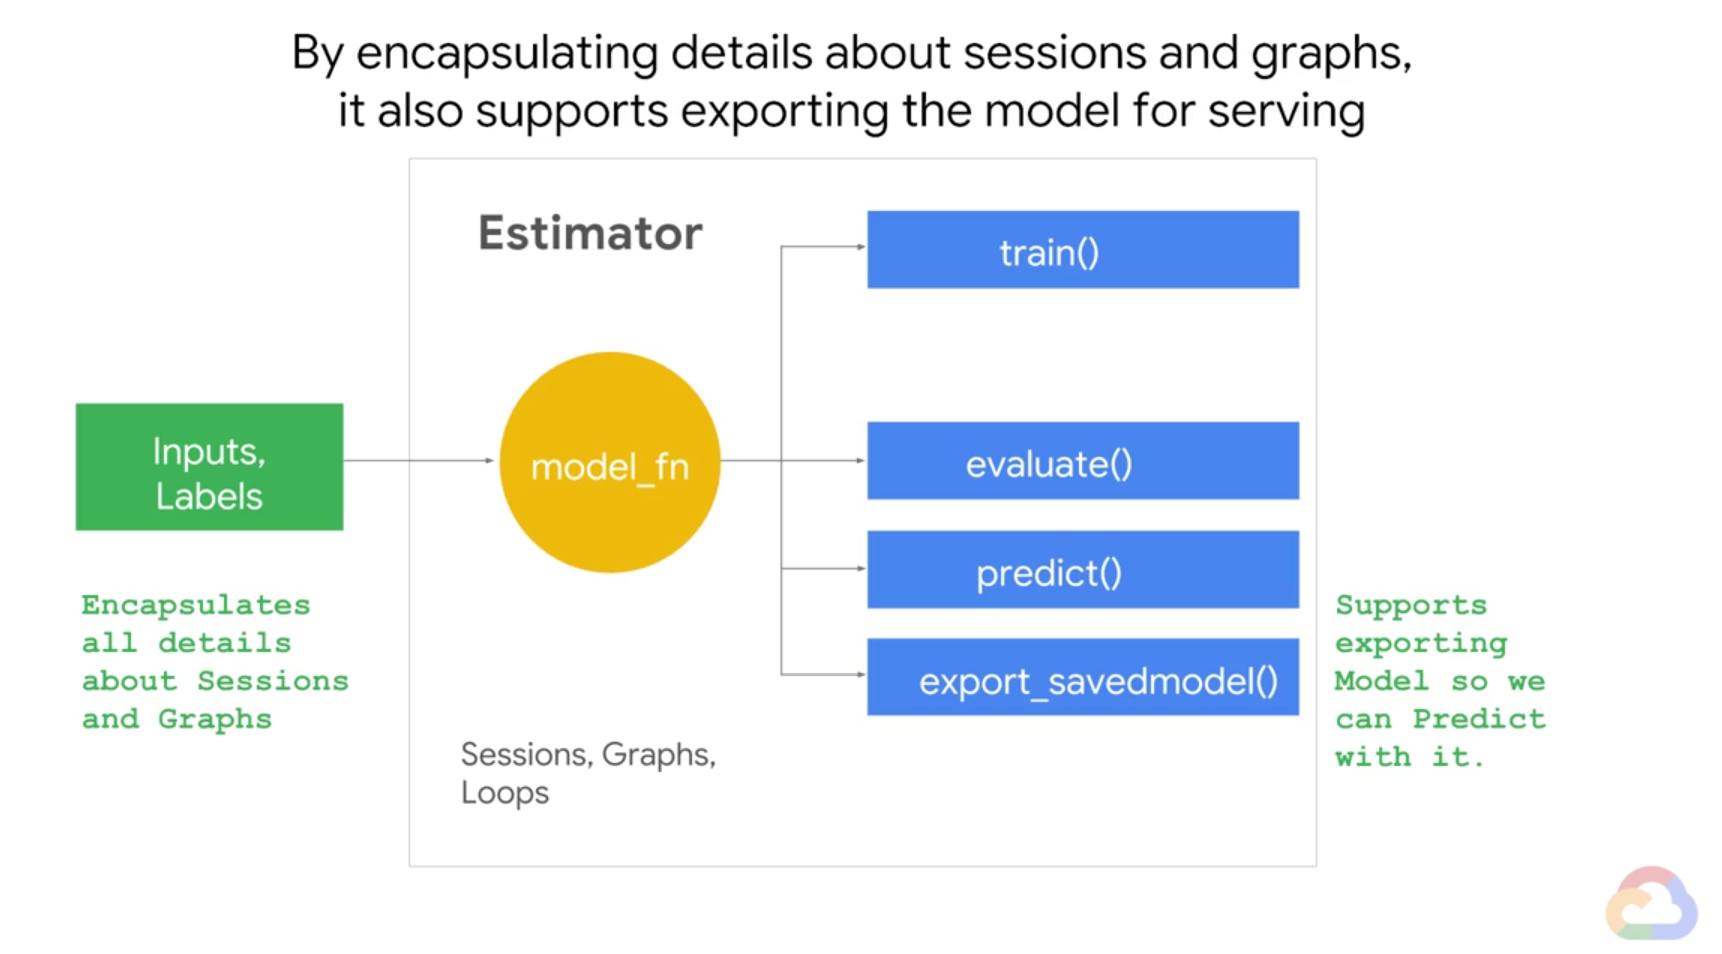 By encapsulating details about sessions and graphs,
it also supports exporting the model for serving
Estimator
train()
Inputs,
Labels
model_fn
evaluate()
predict()
export_savedmodel()
Encapsulates
all details
about Sessions
and Graphs
Sessions, Graphs,
Loops
Supports
exporting
Model so we
can Predict
with it.